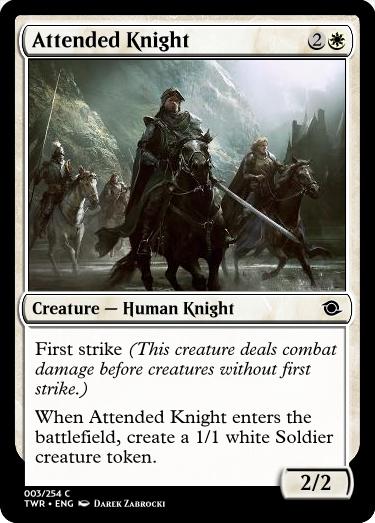 Attended Knight 2
Creature — Human Knight
First strike (This creature deals combat
damage before creatures without first
strike.)
When Attended Knight enters the
battlefield, create a 1/1 white Soldier
creature token.
2/2
003/254 C
TWR • ENG Darek Zabrocki